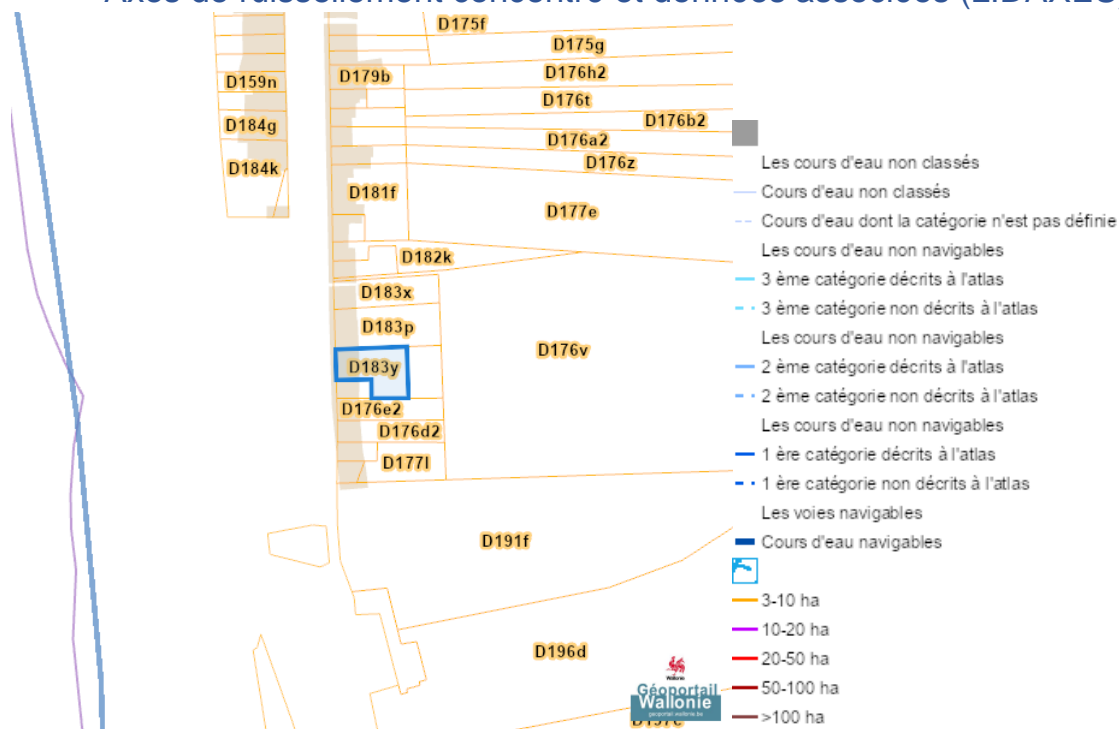 Axes de ruissellement concentré et données associées (LIDAXES
D175f
D175g
D159n
D179b
D176h2
D176t
D184g
D176b2
D176a2
D184k
D176z
D181f
D177e
D182k
D183x
D183p
D176v
D183y
D176e2
D176d2
D177l
D191f
D196d
D197c
Les cours d'eau non classés
Cours d'eau non classés
Cours d'eau dont la catégorie n'est pas définie
Les cours d'eau non navigables
3 ème catégorie décrits à l'atlas
3 ème catégorie non décrits à l'atlas
Les cours d'eau non navigables
2 ème catégorie décrits à l'atlas
2 ème catégorie non décrits à l'atlas
Les cours d'eau non navigables
1 ère catégorie décrits à l'atlas
1 ère catégorie non décrits à l'atlas
Les voies navigables
Cours d'eau navigables
3-10 ha
10-20 ha
20-50 ha
50-100 ha
>100 ha
Wallonie
Géoportail
Wallonie
geoportail.wallonie.be